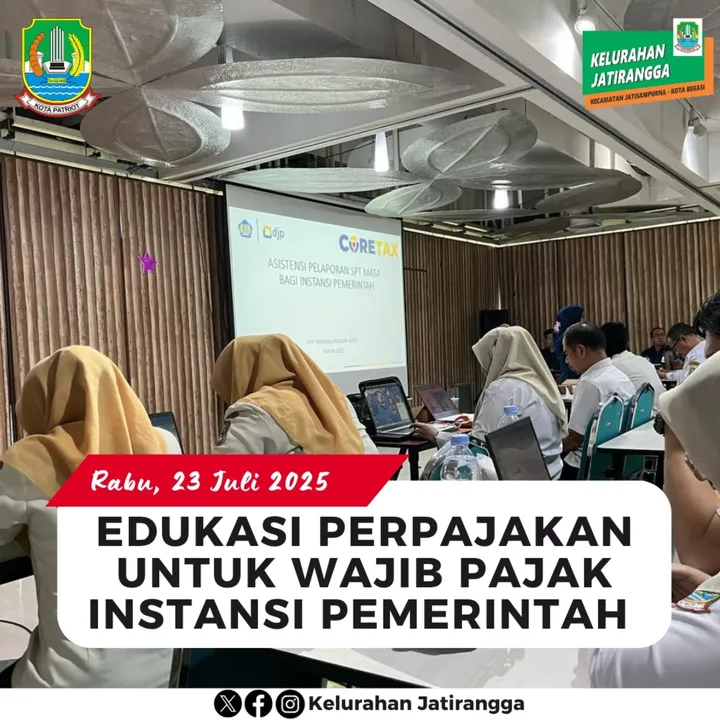 KOTA PATRIOT
KELURAHAN
JATIRANGGA
KECAMATAN JATISAMPURNA - KOTA BEKASI
djp
CORETAX
ASISTENSI PELAPORAN SPT MASA
BAGI INSTANSI PEMERINTAH
Rabu, 23 Juli 2025
EDUKASI PERPAJAKAN
UNTUK WAJIB PAJAK
INSTANSI PEMERINTAH
Kelurahan Jatirangga